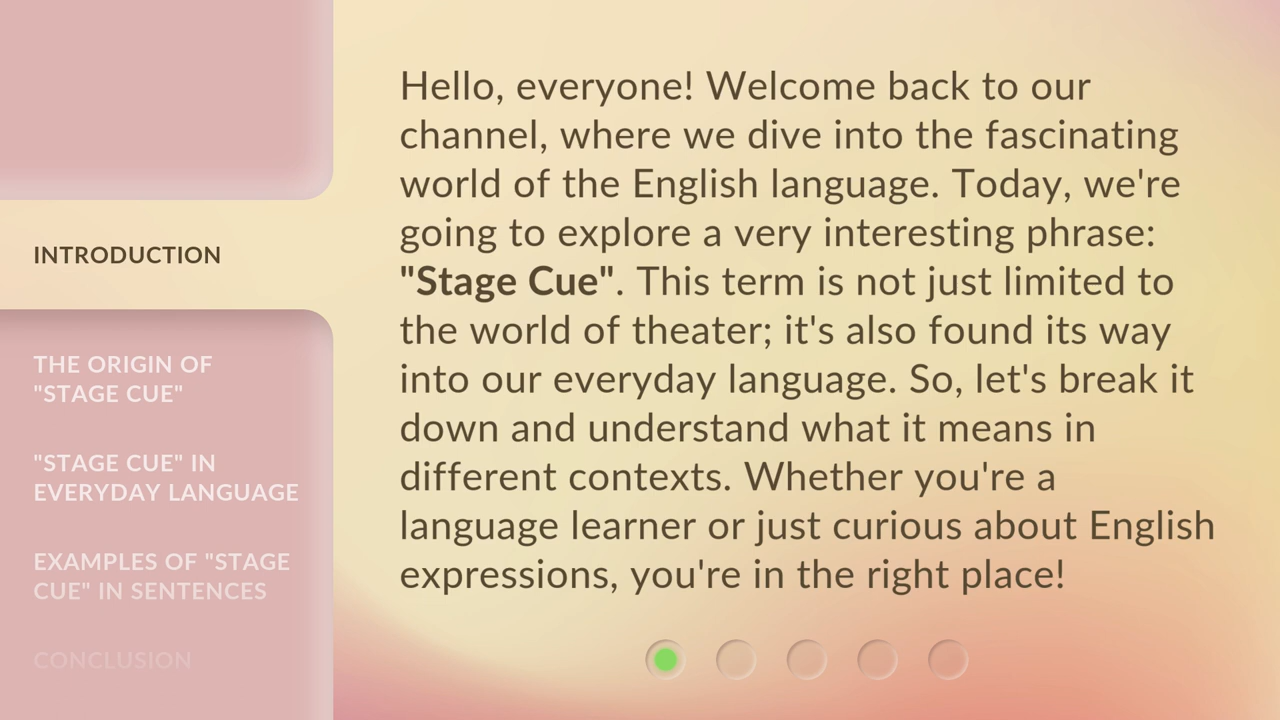 INTRODUCTION
THE ORIGIN OF
"STAGE CUE"
"STAGE CUE" IN
EVERYDAY LANGUAGE
EXAMPLES OF "STAGE
CUE" IN SENTENCES
CONCLUSION
Hello, everyone! Welcome back to our
channel, where we dive into the fascinating
world of the English language. Today, we're
going to explore a very interesting phrase:
"Stage Cue". This term is not just limited to
the world of theater; it's also found its way
into our everyday language. So, let's break it
down and understand what it means in
different contexts. Whether you're a
language learner or just curious about English
expressions, you're in the right place!